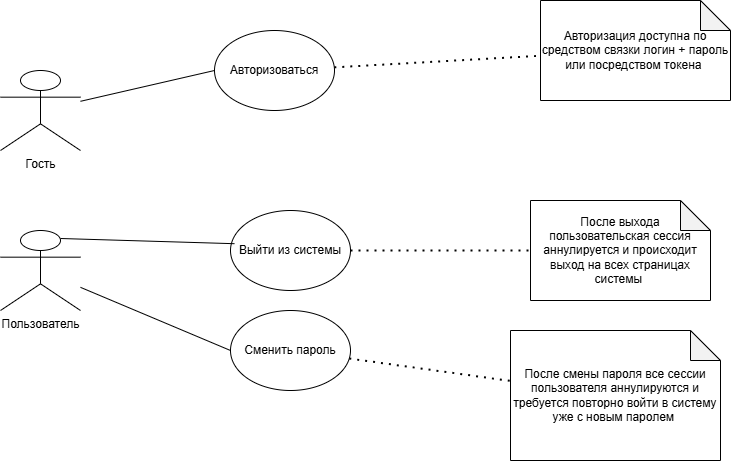 Авторизация доступна по
средством связки логин + пароль
или посредством токена
Авторизоваться
Гость
После выхода
пользовательская сессия
аннулируется и происходит
выход на всех страницах
системы
Выйти из системы
Пользователь
Сменить пароль
После смены пароля все сессии
пользователя аннулируются и
требуется повторно войти в систему
уже с новым паролем